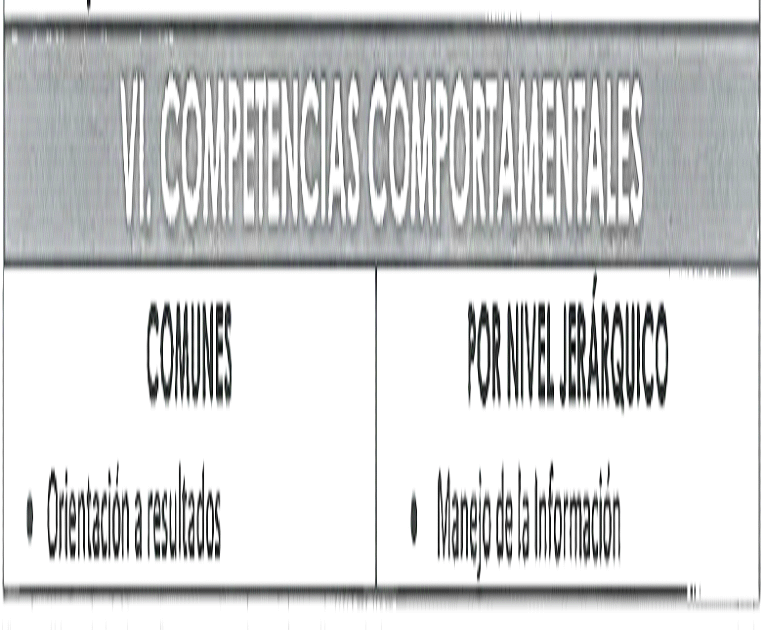 VI. COMPETENCIAS COMPORTAMENTALES
COMUNES
POR NIVEL JERÁRQUICO
• Orientación a resultados
• Manejo de la Información